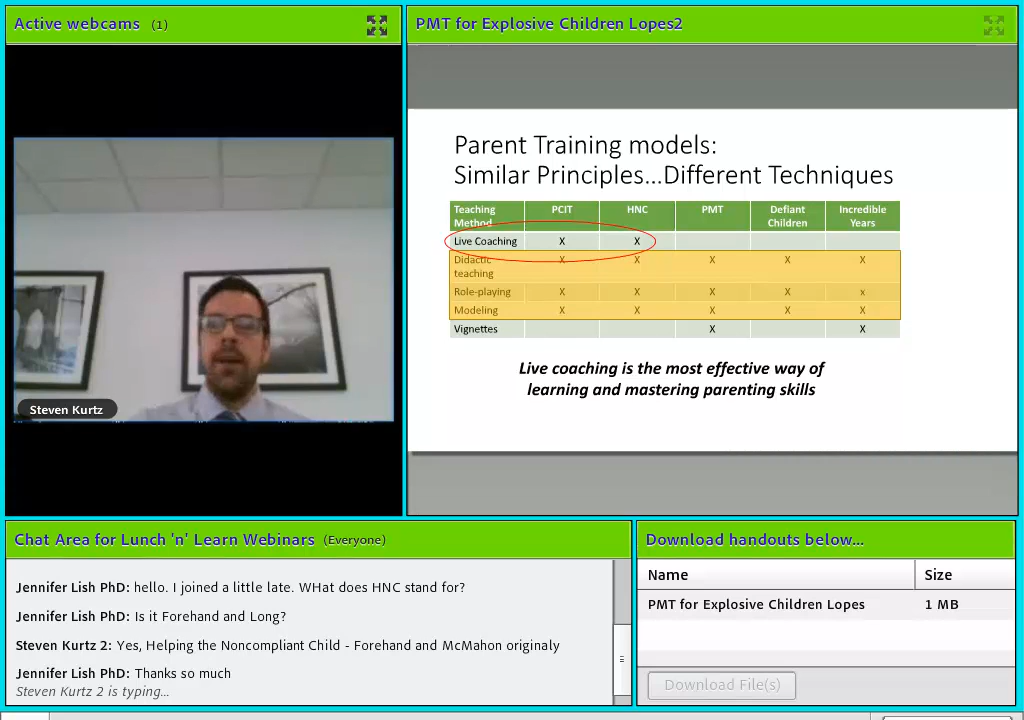 Active webcams (1)
PMT for Explosive Children Lopes2
Steven Kurtz
Parent Training models:
Similar Principles...Different Techniques
Teaching Method PCIT HNC PMT Defiant Children Incredible Years
Live Coaching X X
Didactic teaching X X X X X
Role-playing X X X X x
Modeling X X X X X
Vignettes X X
Live coaching is the most effective way of
learning and mastering parenting skills
Chat Area for Lunch 'n' Learn Webinars (Everyone)
Jennifer Lish PhD: hello. I joined a little late. WHat does HNC stand for?
Jennifer Lish PhD: Is it Forehand and Long?
Steven Kurtz 2: Yes, Helping the Noncompliant Child - Forehand and McMahon originaly
Jennifer Lish PhD: Thanks so much
Steven Kurtz 2 is typing...
Download handouts below...
Name Size
PMT for Explosive Children Lopes 1 MB
Download File(s)